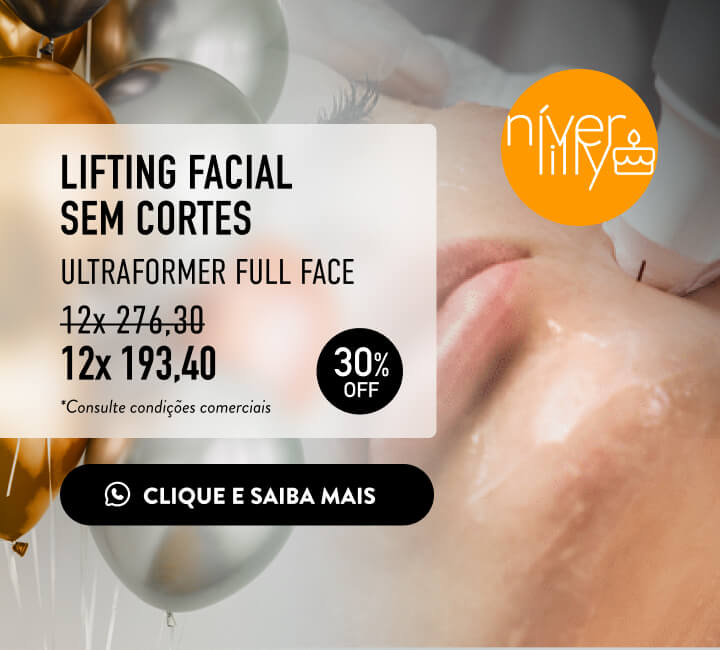 níver
lilly
LIFTING FACIAL
SEM CORTES
ULTRAFORMER FULL FACE
12x 276,30
12x 193,40
30%
OFF
*Consulte condições comerciais
CLIQUE E SAIBA MAIS